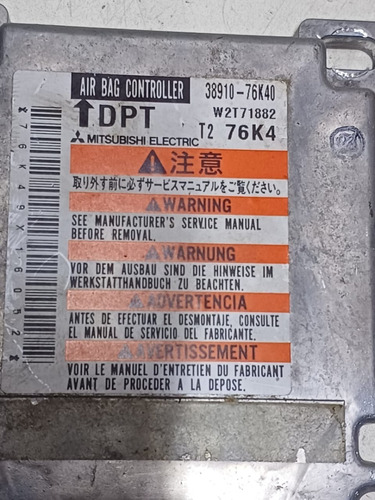 AIR BAG CONTROLLER 38910-76K40
↑DPT W2T71882
MITSUBISHI ELECTRIC T2 76K4
注意
取り外す前に必ずサービスマニュアルをご覧ください。
WARNING
SEE MANUFACTURER'S SERVICE MANUAL
BEFORE REMOVAL.
WARNUNG
VOR DEM AUSBAU SIND DIE HINWEISE IM
WERKSTATTHANDBUCH ZU BEACHTEN.
ADVERTENCIA
ANTES DE EFECTUAR EL DESMONTAJE, CONSULTE
EL MANUAL DE SERVICIO DEL FABRICANTE.
AVERTISSEMENT
VOIR LE MANUEL D'ENTRETIEN DU FABRICANT
AVANT DE PROCEDER A LA DEPOSE.
*76K49X16052*